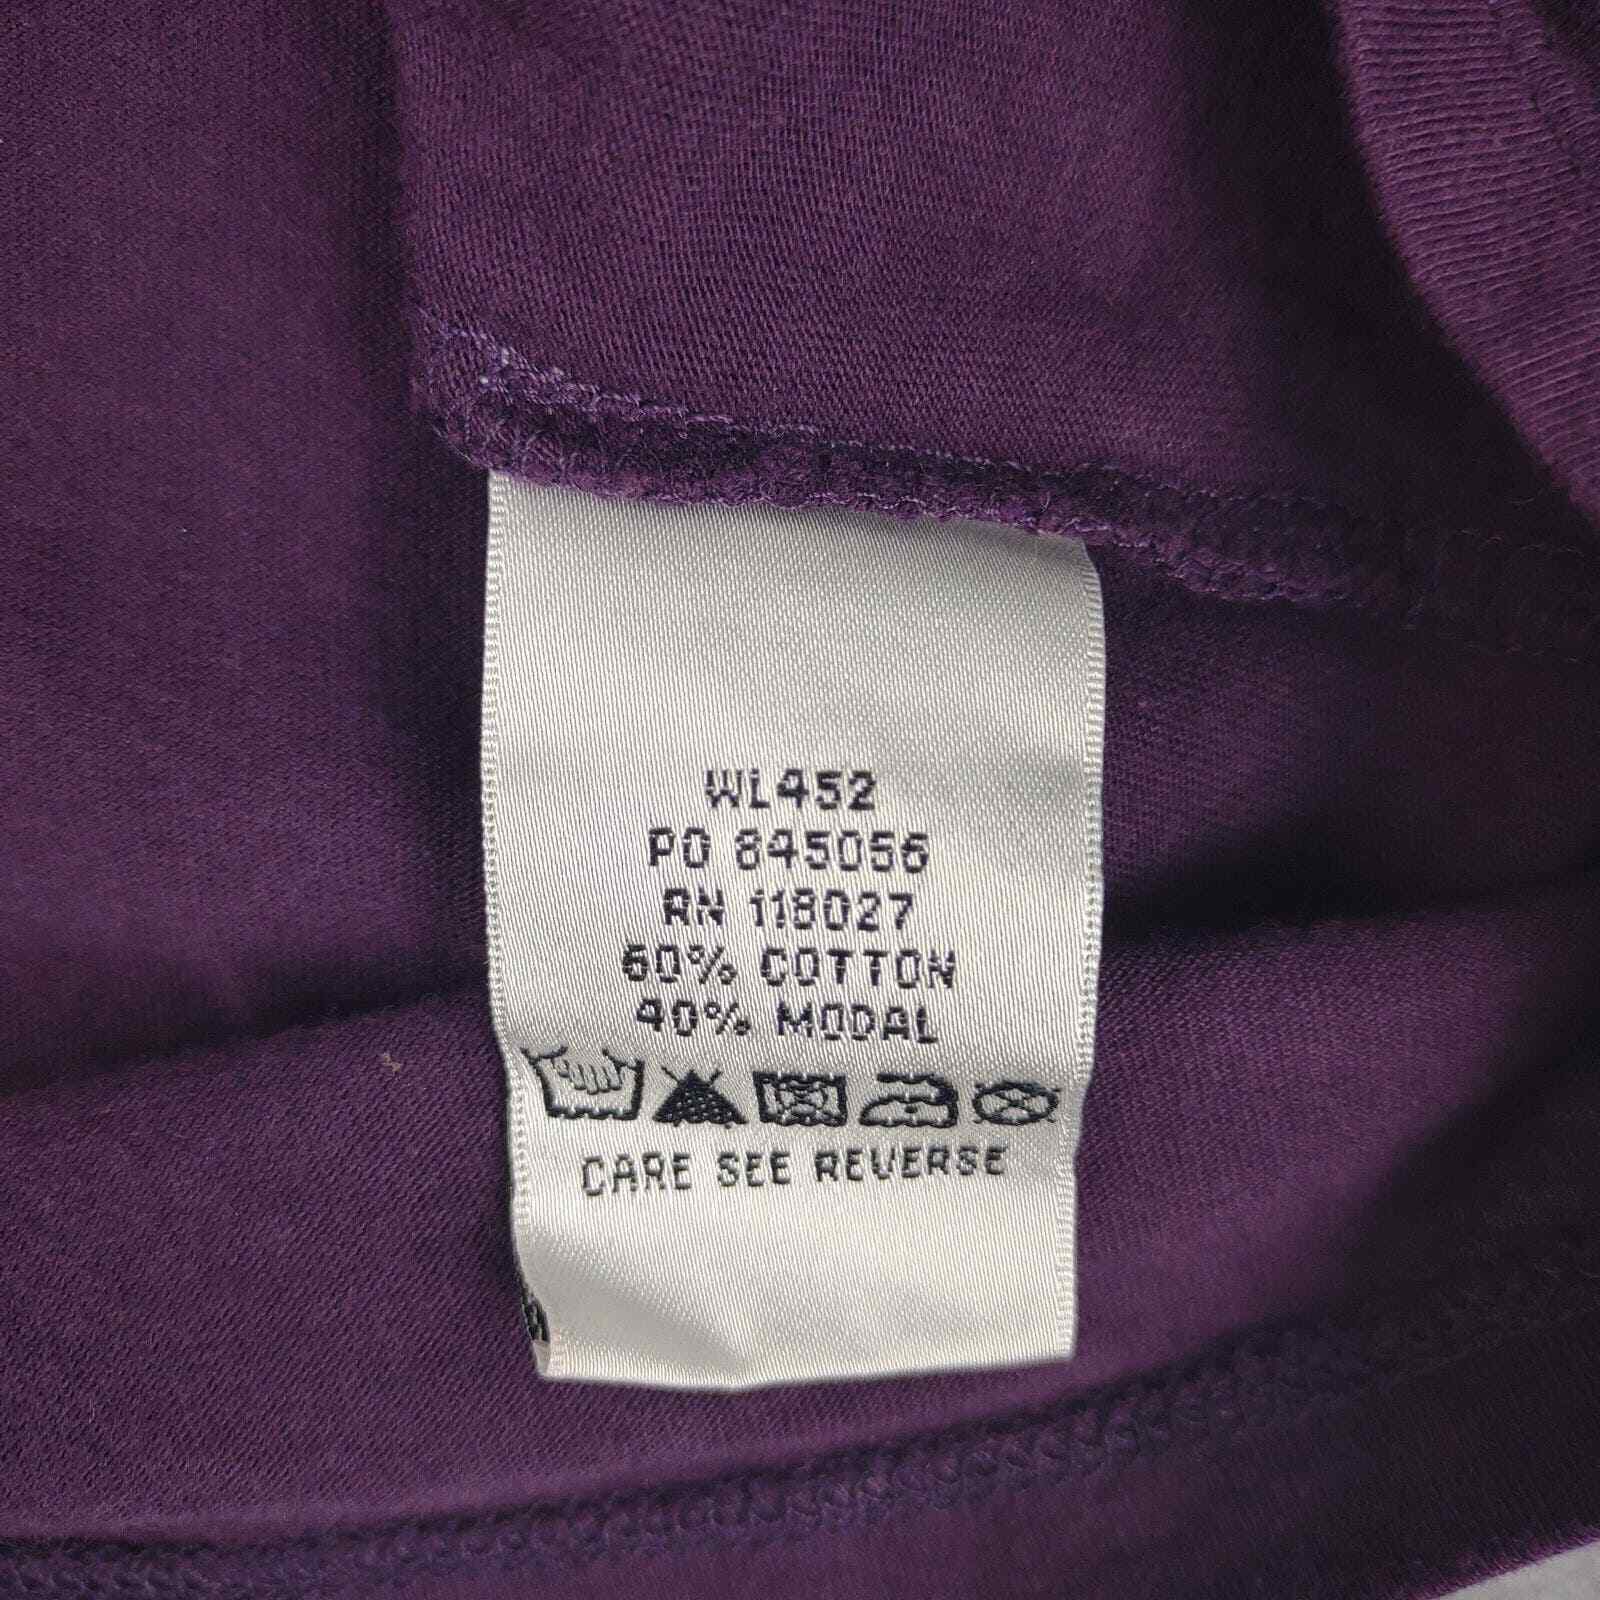 WL452
PO 845056
RN 118027
60% COTTON
40% MODAL
CARE SEE REVERSE